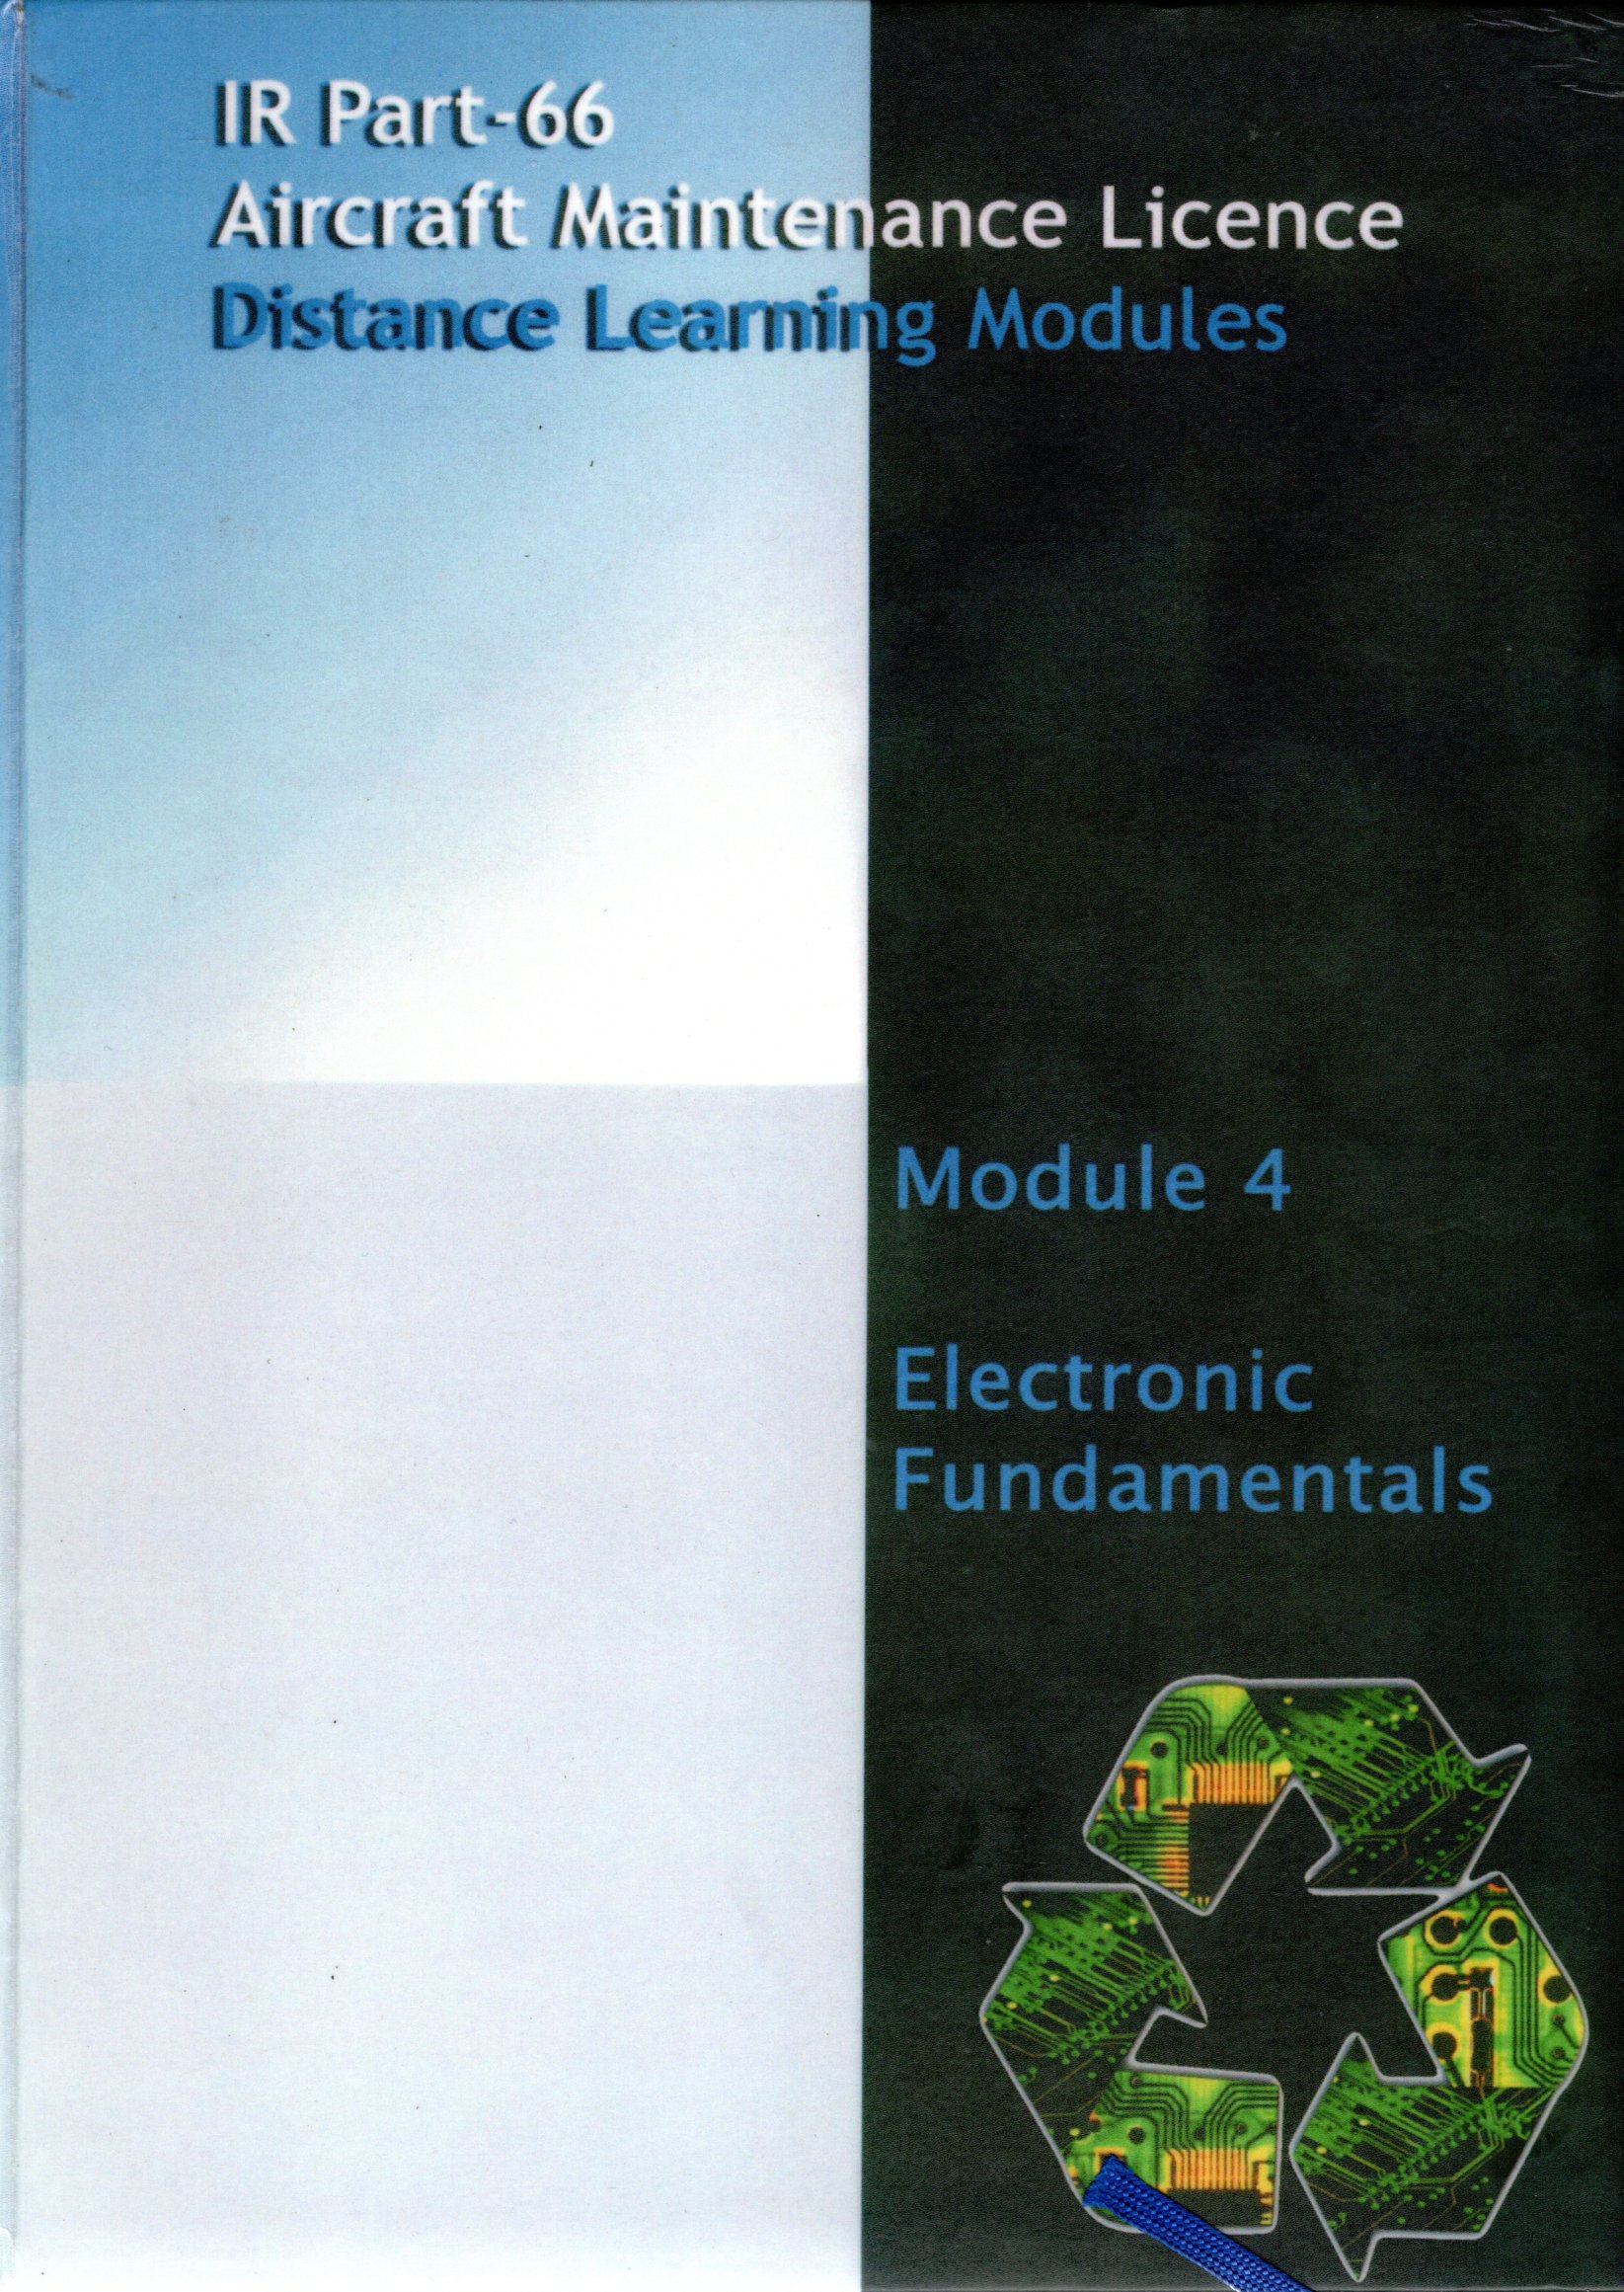 IR Part-66
Aircraft Maintenance Licence
Distance Learning Modules
Module 4
Electronic
Fundamentals